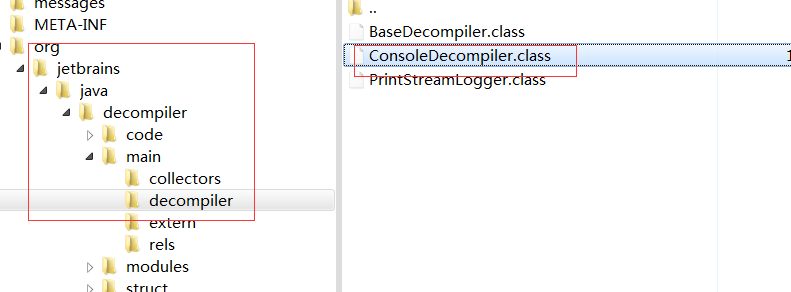 messages
META-INF
org
jetbrains
java
decompiler
code
main
collectors
decompiler
extern
rels
modules
struct
..
BaseDecompiler.class
ConsoleDecompiler.class
1
PrintStreamLogger.class